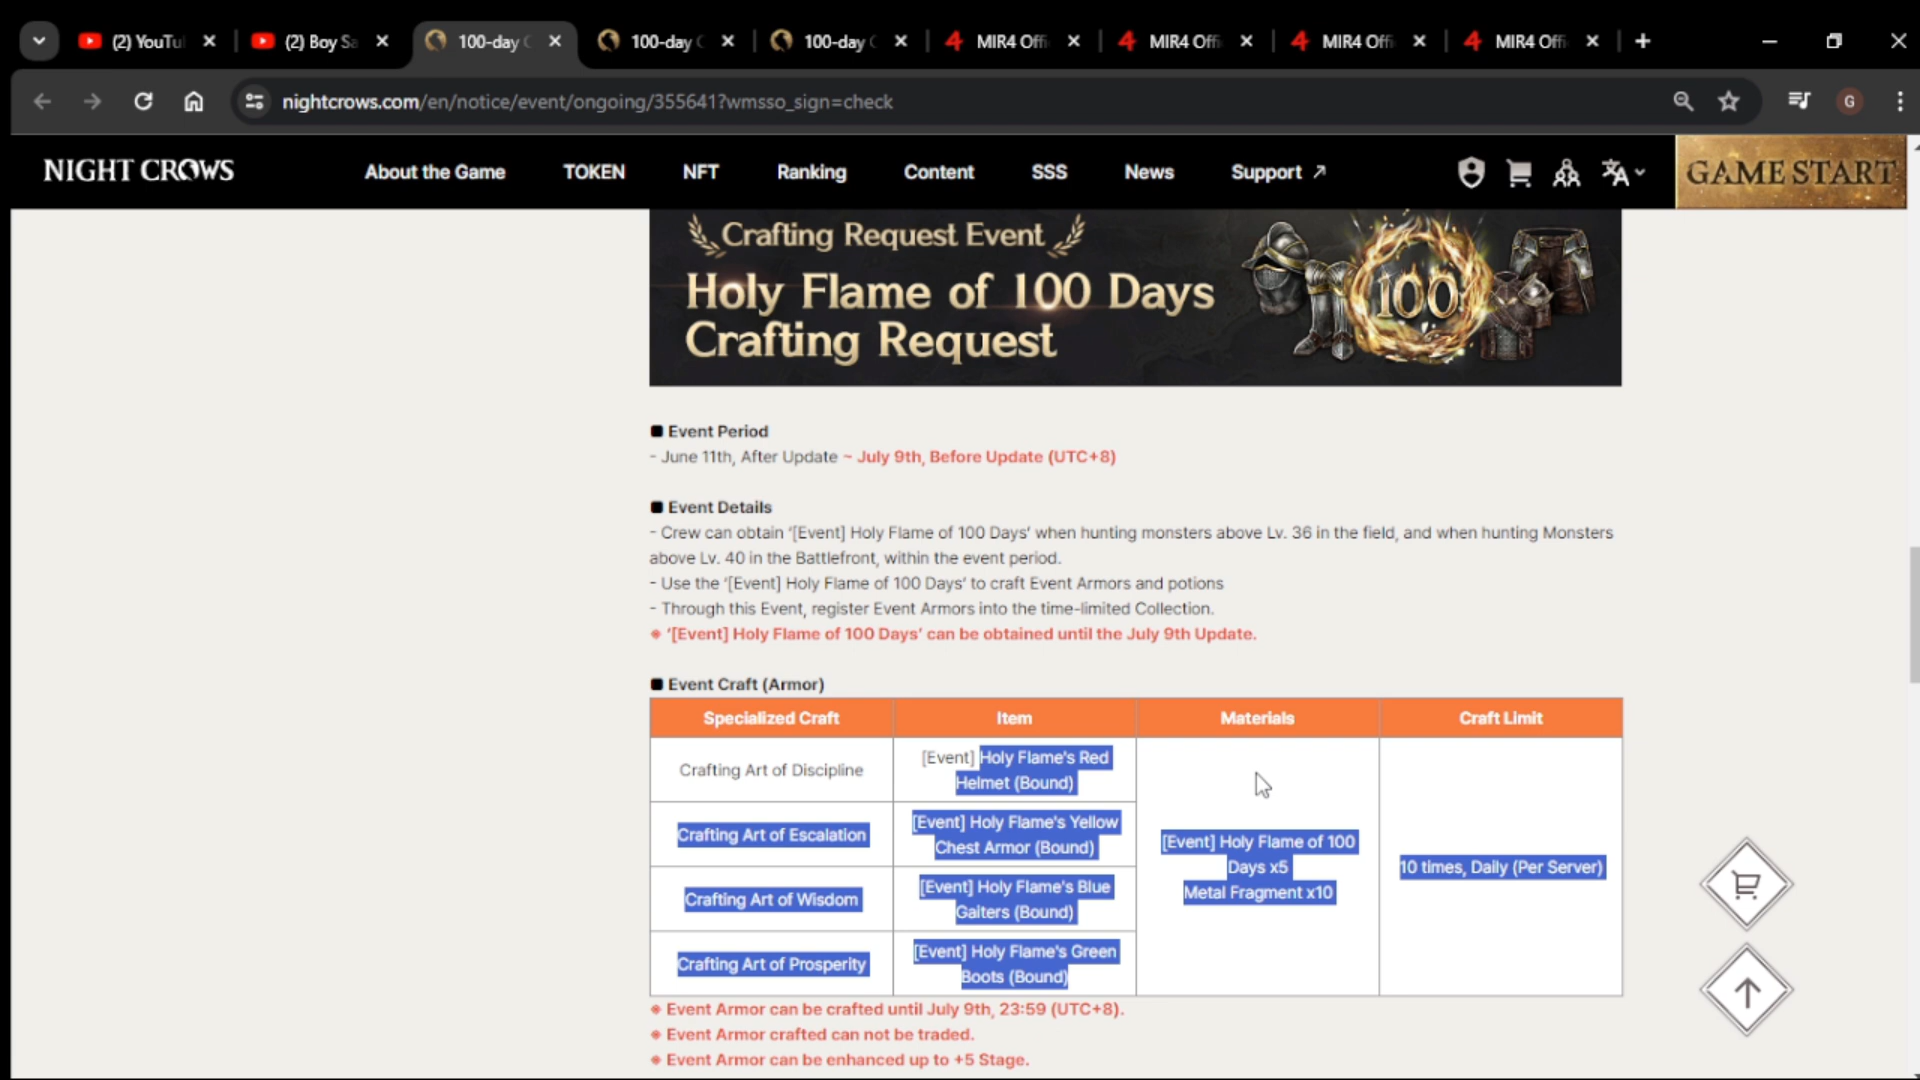 (2) YouTu
(2) Boy Sa
100-day
100-day
100-day
MIR4 Offi
MIR4 Offi
MIR4 Offi
MIR4 Offi
nightcrows.com/en/notice/event/ongoing/355641?wmsso_sign=check
G
NIGHT CROWS
About the Game
TOKEN
NFT
Ranking
Content
SSS
News
Support
GAME START
Crafting Request Event
Holy Flame of 100 Days
Crafting Request
100
■ Event Period
- June 11th, After Update ~ July 9th, Before Update (UTC+8)
■ Event Details
- Crew can obtain '[Event] Holy Flame of 100 Days' when hunting monsters above Lv. 36 in the field, and when hunting Monsters
above Lv. 40 in the Battlefront, within the event period.
- Use the '[Event] Holy Flame of 100 Days' to craft Event Armors and potions
- Through this Event, register Event Armors into the time-limited Collection.
※ '[Event] Holy Flame of 100 Days' can be obtained until the July 9th Update.
■ Event Craft (Armor)
Specialized Craft
Item
Materials
Craft Limit
Crafting Art of Discipline
[Event] Holy Flame's Red
Helmet (Bound)
Crafting Art of Escalation
[Event] Holy Flame's Yellow
Chest Armor (Bound)
Crafting Art of Wisdom
[Event] Holy Flame's Blue
Gaiters (Bound)
Crafting Art of Prosperity
[Event] Holy Flame's Green
Boots (Bound)
[Event] Holy Flame of 100
Days x5
Metal Fragment x10
10 times, Daily (Per Server)
※ Event Armor can be crafted until July 9th, 23:59 (UTC+8).
※ Event Armor crafted can not be traded.
※ Event Armor can be enhanced up to +5 Stage.